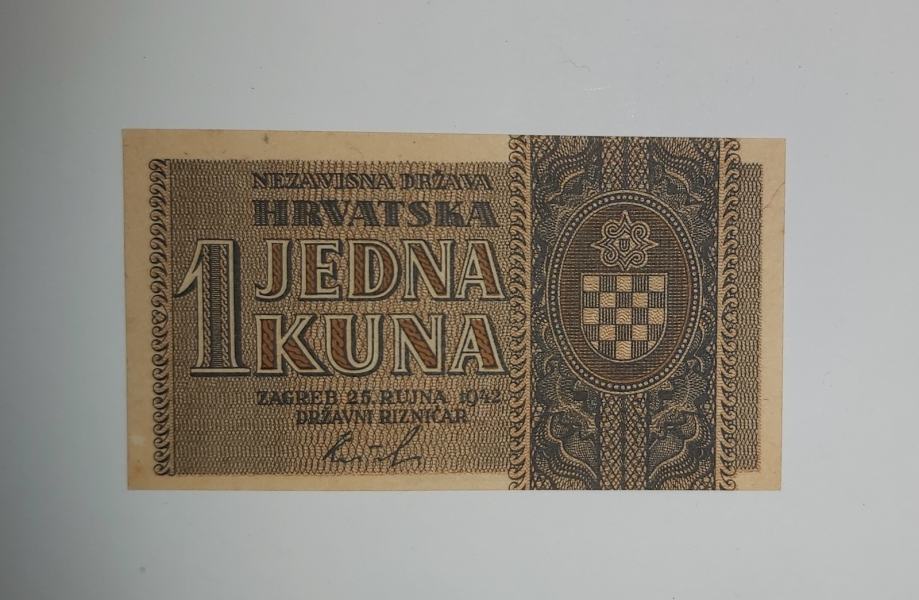 NEZAVISNA DRŽAVA
HRVATSKA
1 JEDNA
KUNA
ZAGREB 25. RUJNA 1942.
DRŽAVNI RIZNIČAR
U